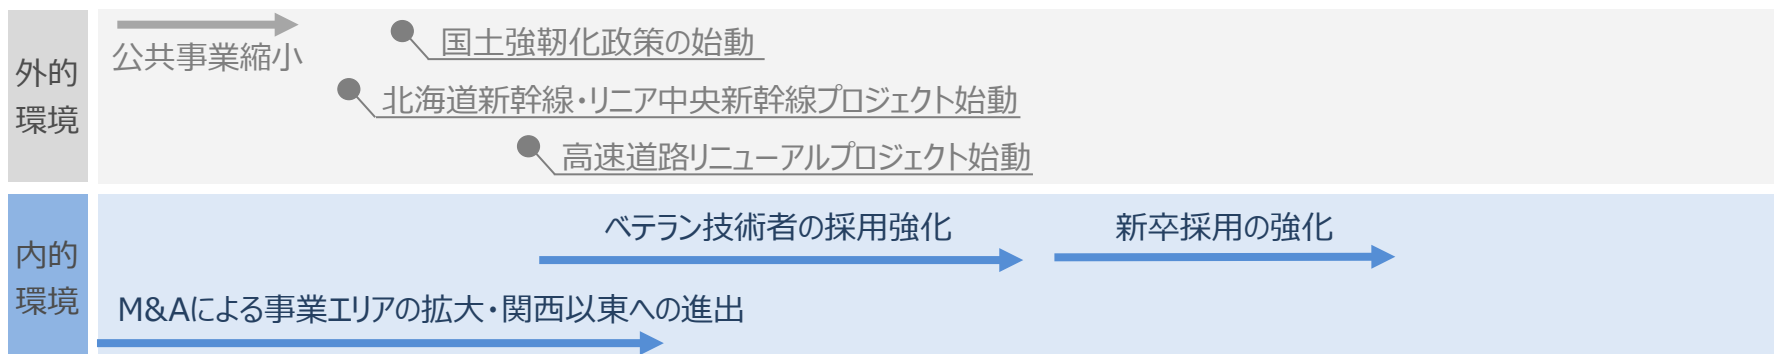 外的
環境
公共事業縮小
国土強靭化政策の始動
北海道新幹線・リニア中央新幹線プロジェクト始動
高速道路リニューアルプロジェクト始動
内的
環境
ベテラン技術者の採用強化
新卒採用の強化
M&Aによる事業エリアの拡大・関西以東への進出